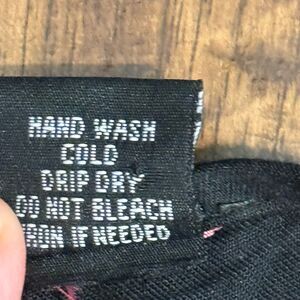 HAND WASH
COLD
DRIP DRY
DO NOT BLEACH
IRON IF NEEDED